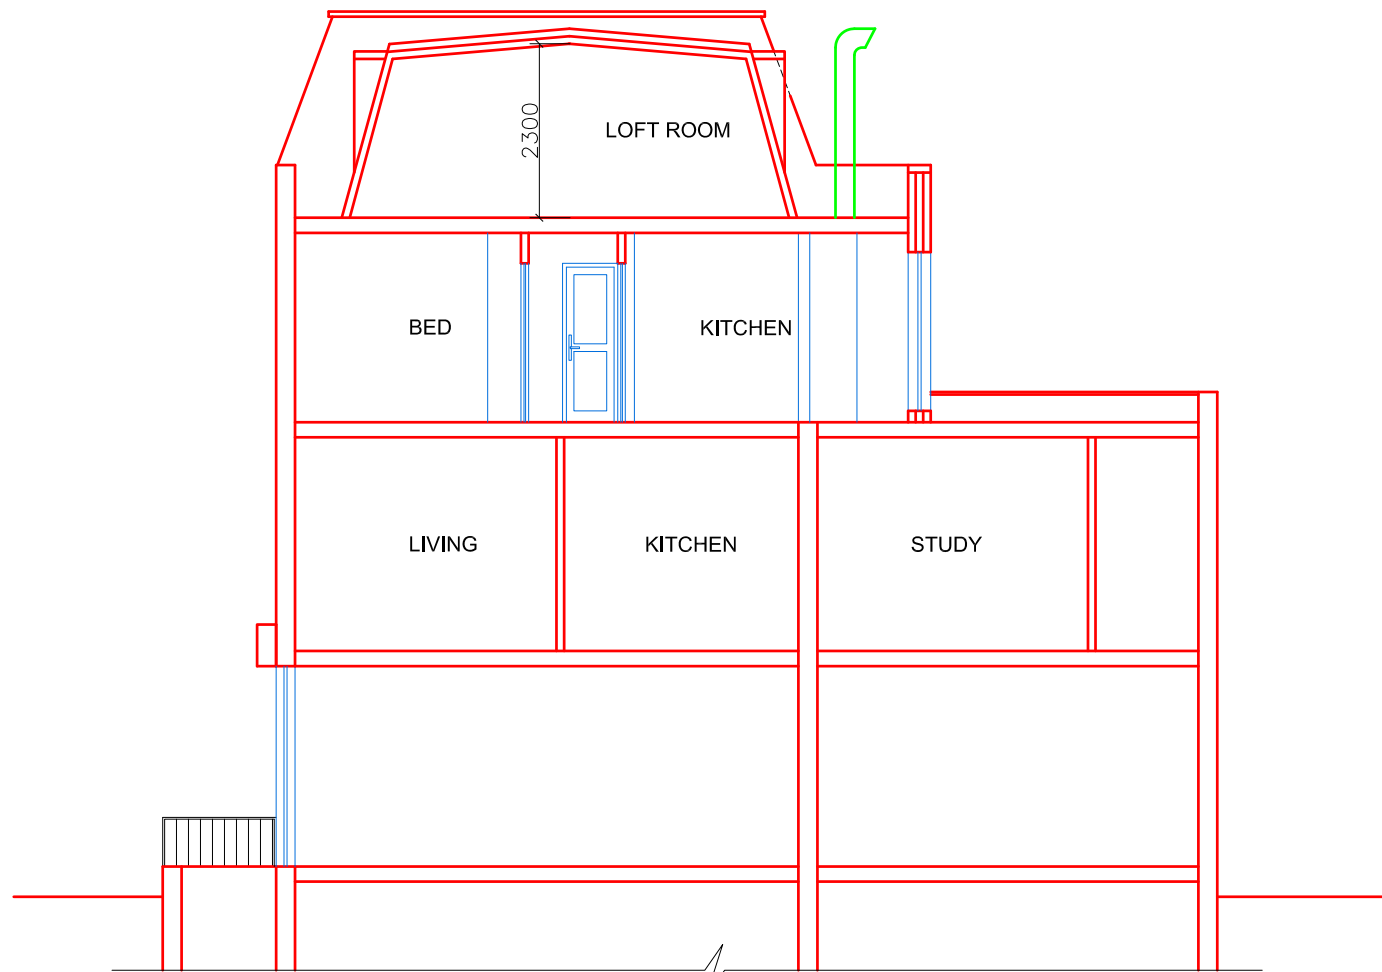 2300
LOFT ROOM
BED
KITCHEN
LIVING
KITCHEN
STUDY